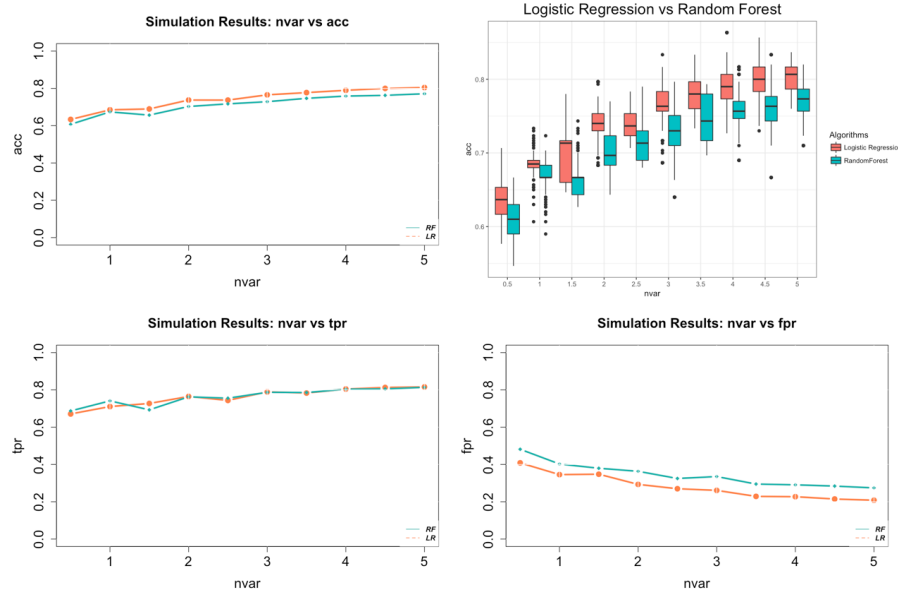 Simulation Results: nvar vs acc
acc
1.0
0.8
0.6
0.4
0.2
0.0
RF
LR
1 2 3 4 5
nvar
Logistic Regression vs Random Forest
acc
0.8
0.7
0.6
0.5 1 1.5 2 2.5 3 3.5 4 4.5 5
nvar
Algorithms
Logistic Regressio
RandomForest
Simulation Results: nvar vs tpr
tpr
1.0
0.8
0.6
0.4
0.2
0.0
RF
LR
1 2 3 4 5
nvar
Simulation Results: nvar vs fpr
fpr
1.0
0.8
0.6
0.4
0.2
0.0
RF
LR
1 2 3 4 5
nvar